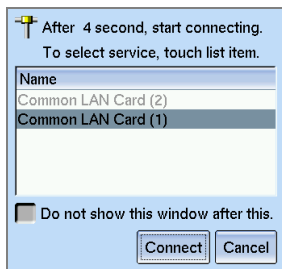 After 4 second, start connecting.
To select service, touch list item.
Name
Common LAN Card (2)
Common LAN Card (1)
Do not show this window after this.
Connect Cancel